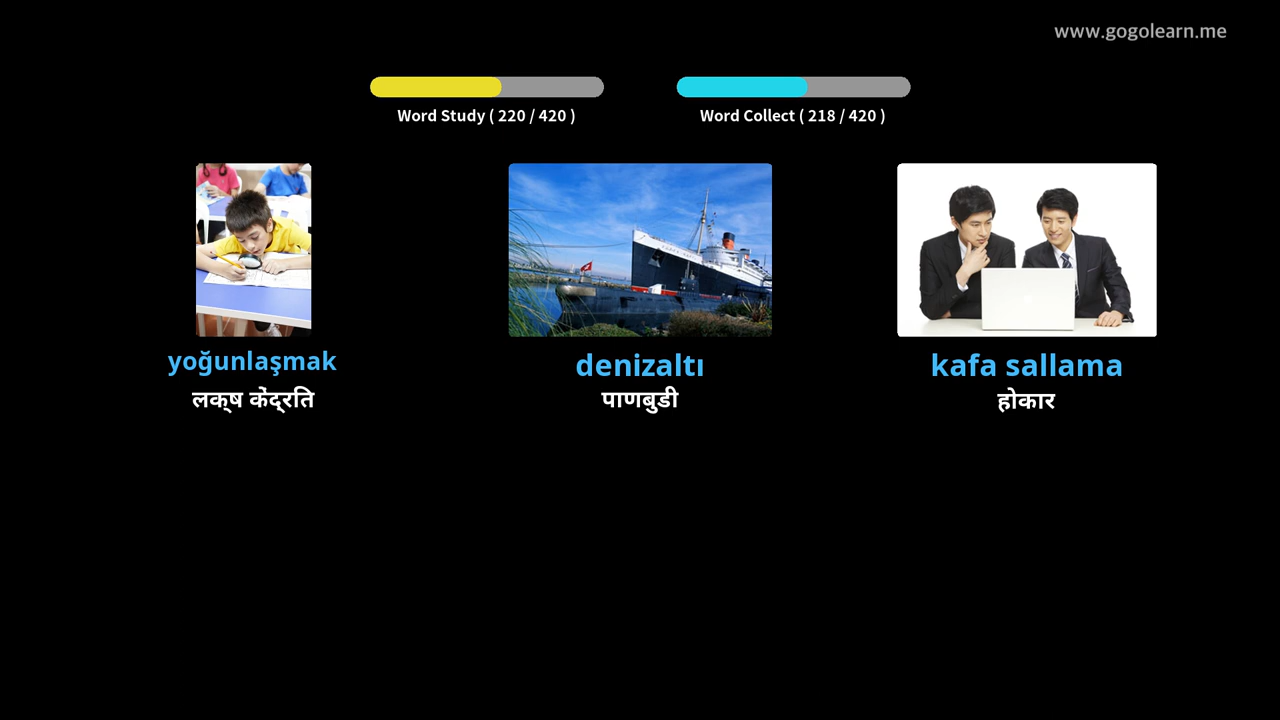 www.gogolearn.me
Word Study ( 220 / 420 )
Word Collect ( 218 / 420 )
yoğunlaşmak
denizaltı
kafa sallama
लक्ष केंद्रति
पाणबुडी
होकार